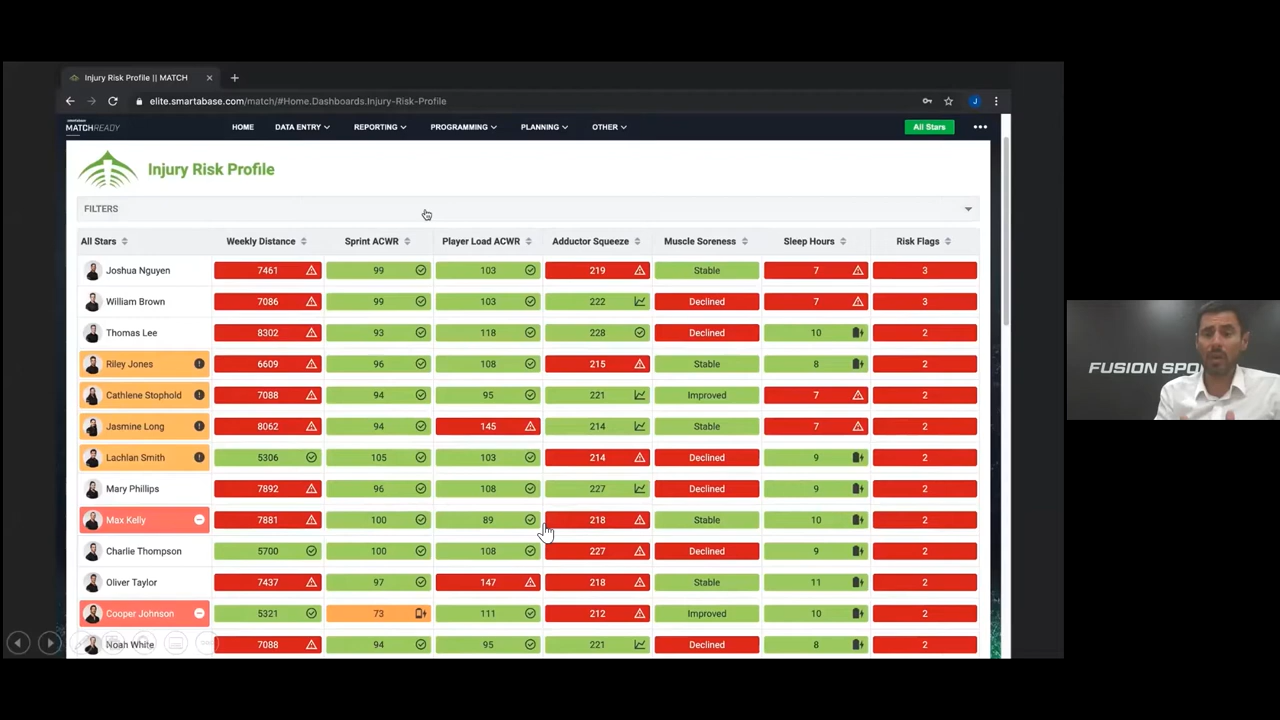 Injury Risk Profile || MATCH
elite.smartabase.com/match/#Home.Dashboards.Injury-Risk-Profile
J
smartabase
MATCHREADY
HOME DATA ENTRY REPORTING PROGRAMMING PLANNING OTHER All Stars
Injury Risk Profile
FILTERS
All Stars Weekly Distance Sprint ACWR Player Load ACWR Adductor Squeeze Muscle Soreness Sleep Hours Risk Flags
Joshua Nguyen 7461 99 103 219 Stable 7 3
William Brown 7086 99 103 222 Declined 7 3
Thomas Lee 8302 93 118 228 Declined 10 2
Riley Jones 6609 96 108 215 Stable 8 2
Cathlene Stophold 7088 94 95 221 Improved 7 2
Jasmine Long 8062 94 145 214 Stable 7 2
Lachlan Smith 5306 105 103 214 Declined 9 2
Mary Phillips 7892 96 108 227 Declined 9 2
Max Kelly 7881 100 89 218 Stable 10 2
Charlie Thompson 5700 100 108 227 Declined 9 2
Oliver Taylor 7437 97 147 218 Stable 11 2
Cooper Johnson 5321 73 111 212 Improved 10 2
Noah White 7088 94 95 221 Declined 8 2
FUSION SPO